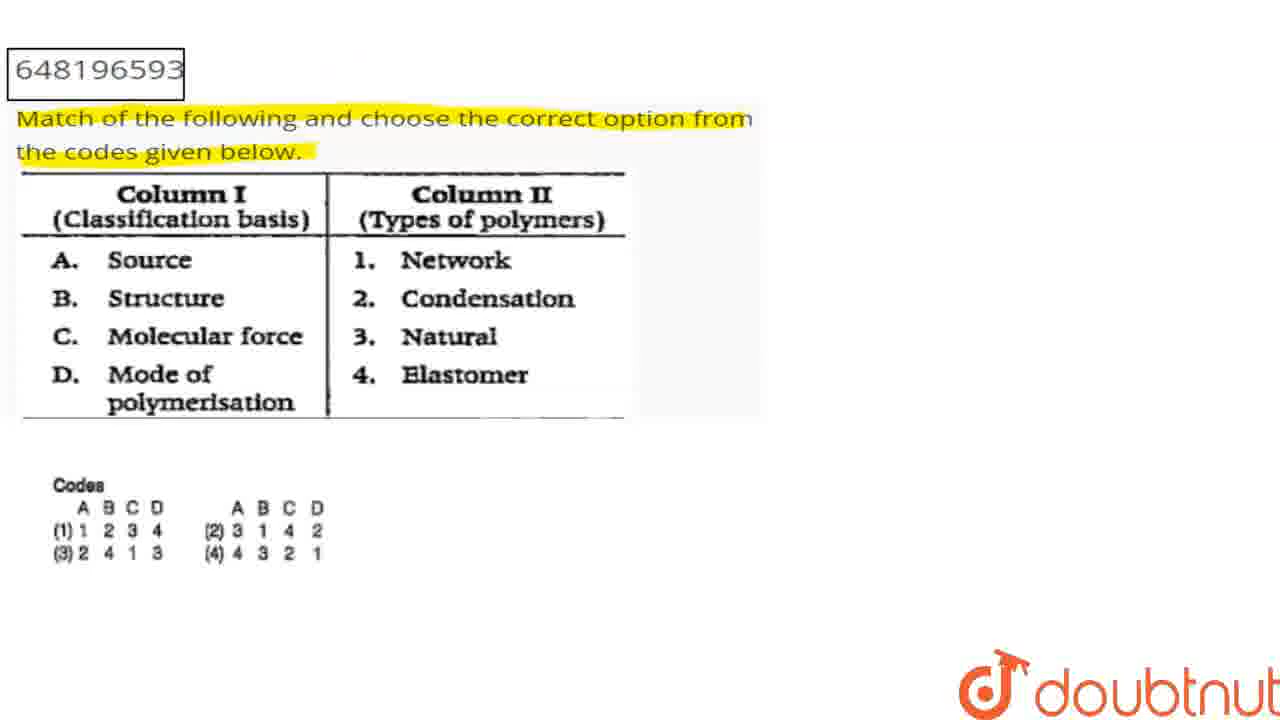 648196593
Match of the following and choose the correct option from
the codes given below.
Column I Column II
(Classification basis) (Types of polymers)
A. Source 1. Network
B. Structure 2. Condensation
C. Molecular force 3. Natural
D. Mode of 4. Elastomer
polymerisation
Codes
A B C D A B C D
(1) 1 2 3 4 (2) 3 1 4 2
(3) 2 4 1 3 (4) 4 3 2 1
doubtnut